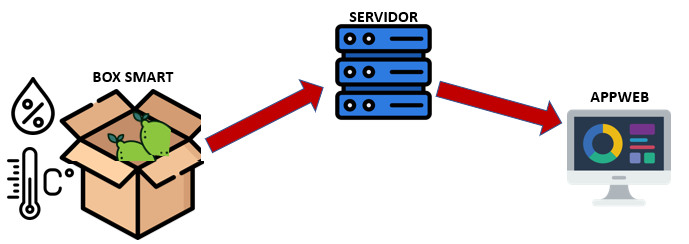 SERVIDOR
BOX SMART
APPWEB
%
C°